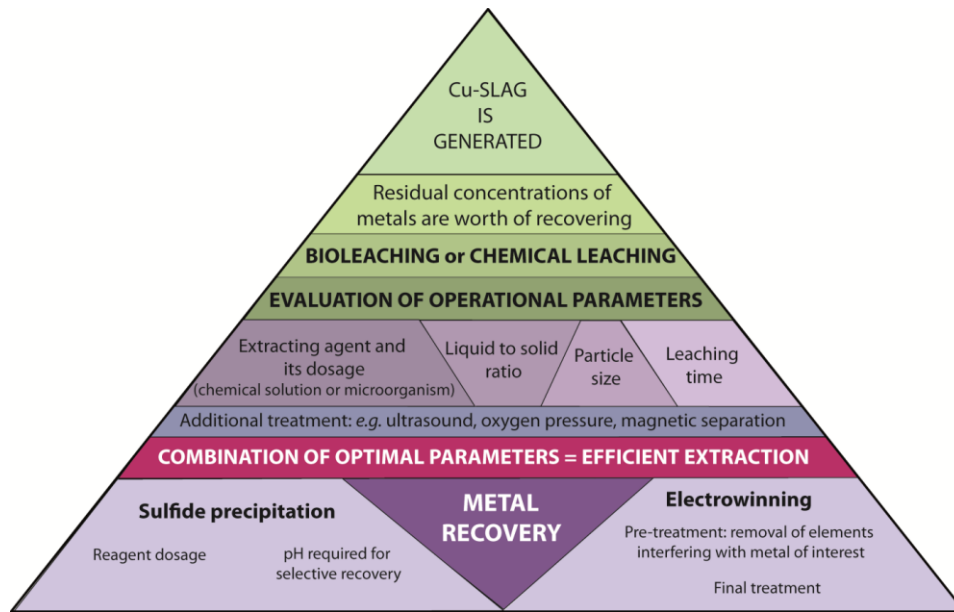 Cu-SLAG
IS
GENERATED
Residual concentrations of
metals are worth of recovering
BIOLEACHING or CHEMICAL LEACHING
EVALUATION OF OPERATIONAL PARAMETERS
Extracting agent and
its dosage
(chemical solution or microorganism)
Liquid to solid
ratio
Particle
size
Leaching
time
Additional treatment: e.g. ultrasound, oxygen pressure, magnetic separation
COMBINATION OF OPTIMAL PARAMETERS = EFFICIENT EXTRACTION
Sulfide precipitation
Reagent dosage
pH required for
selective recovery
METAL
RECOVERY
Electrowinning
Pre-treatment: removal of elements
interfering with metal of interest
Final treatment